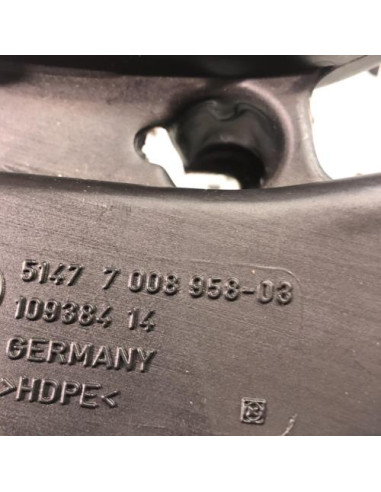 5147 7 008 958-03
109384 14
GERMANY
>HDPE<